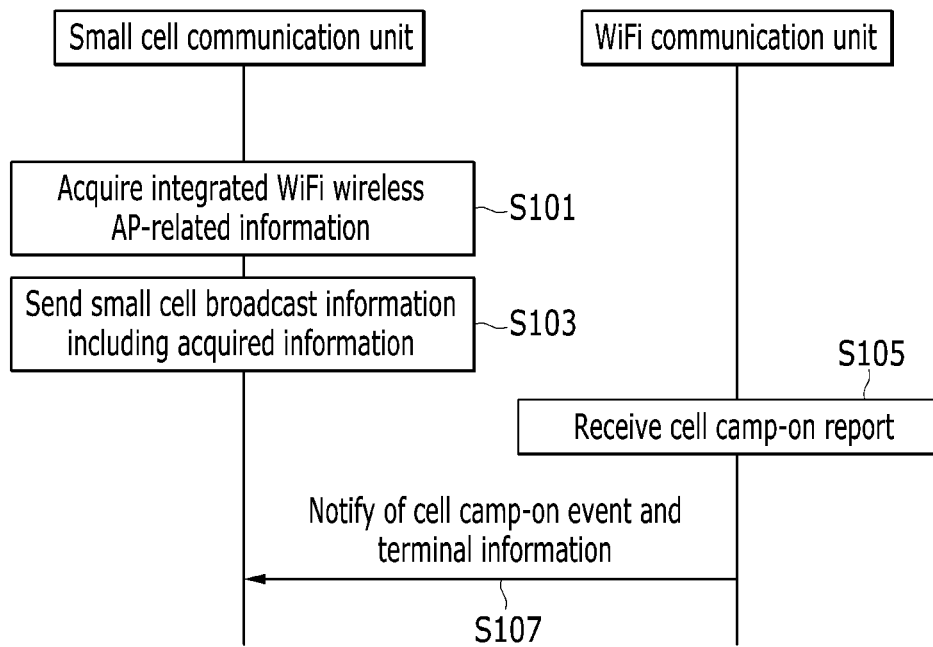 Small cell communication unit
WiFi communication unit
Acquire integrated WiFi wireless
AP-related information
S101
Send small cell broadcast information
including acquired information
S103
S105
Receive cell camp-on report
Notify of cell camp-on event and
terminal information
S107